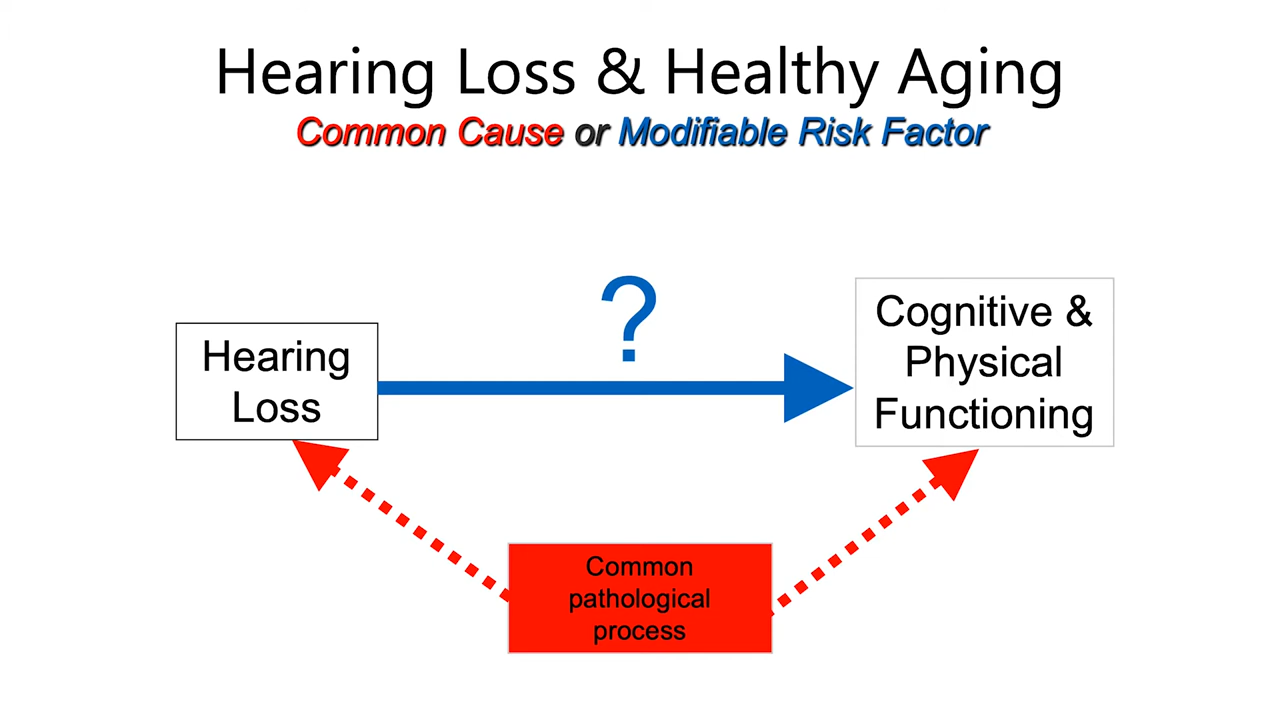 Hearing Loss & Healthy Aging
Common Cause or Modifiable Risk Factor
?
Hearing
Loss
Cognitive &
Physical
Functioning
Common
pathological
process